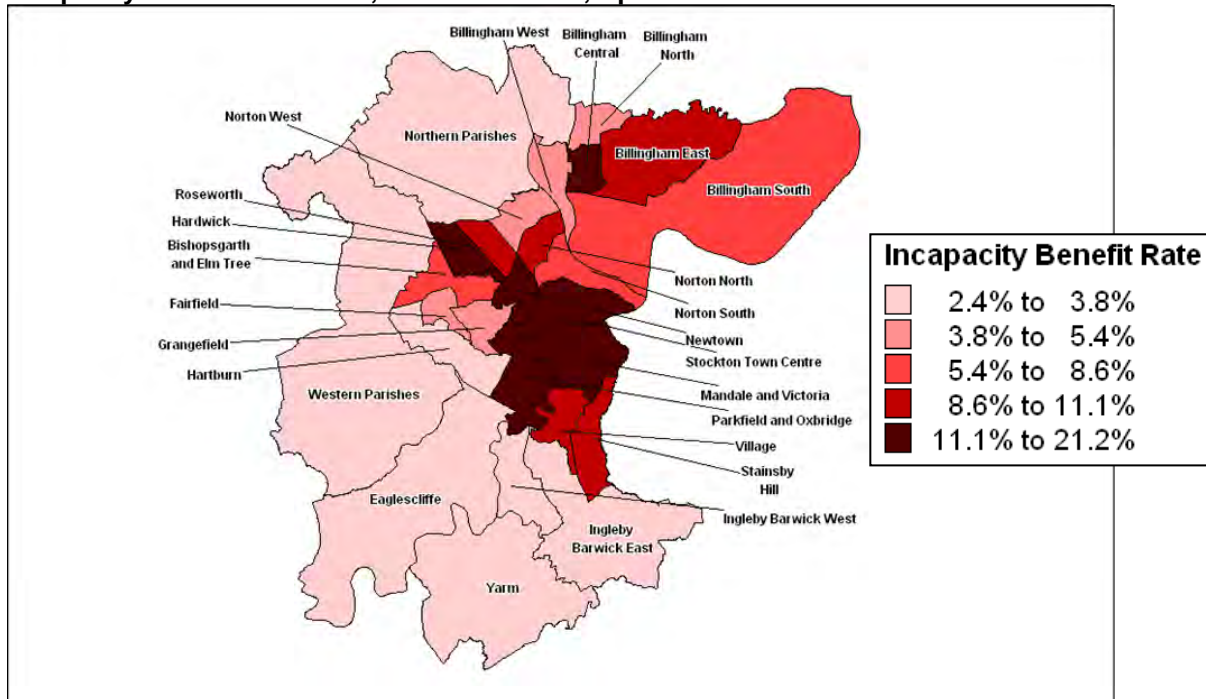 Billingham West
Billingham
Central
Billingham
North
Norton West
Northern Parishes
Billingham East
Billingham South
Roseworth
Hardwick
Bishopsgarth
and Elm Tree
Fairfield
Grangefield
Hartburn
Western Parishes
Norton North
Norton South
Newtown
Stockton Town Centre
Mandale and Victoria
Parkfield and Oxbridge
Village
Stainsby
Hill
Ingleby Barwick West
Eaglescliffe
Ingleby
Barwick East
Yarm
Incapacity Benefit Rate
2.4% to 3.8%
3.8% to 5.4%
5.4% to 8.6%
8.6% to 11.1%
11.1% to 21.2%